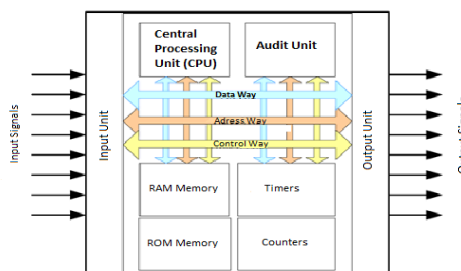 Central
Processing
Unit (CPU)
Audit Unit
Data Way
Adress Way
Control Way
Input Signals
Input Unit
Output Unit
RAM Memory
Timers
ROM Memory
Counters